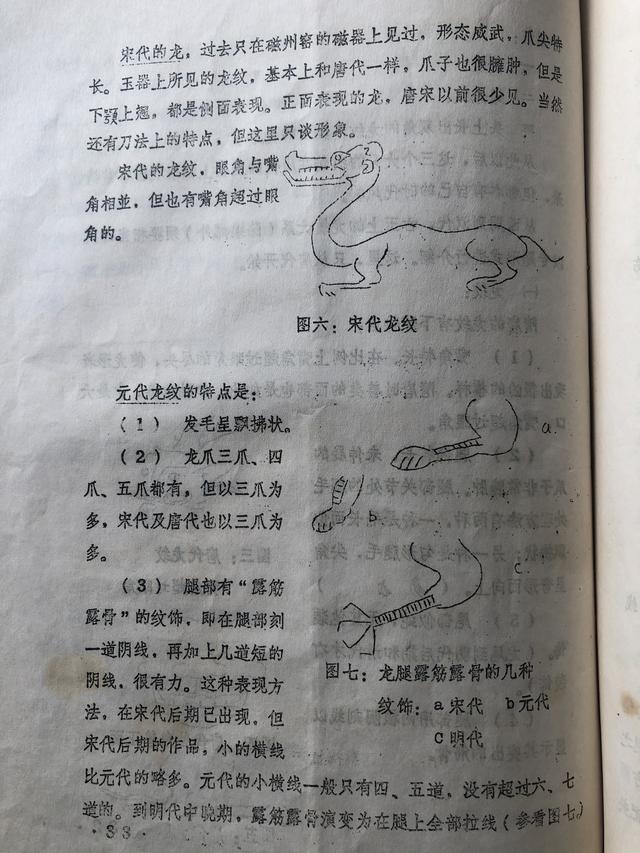 宋代的龙，过去只在磁州窑的磁器上见过，形态威武，爪尖特
长。玉器上所见的龙纹，基本上和唐代一样，爪子也很臃肿，但是
下颚上翘，都是侧面表现。正面表现的龙，唐宋以前很少见。当然
还有刀法上的特点，但这里只谈形象。
宋代的龙纹，眼角与嘴
角相並，但也有嘴角超过眼
角的。
图六：宋代龙纹
元代龙纹的特点是：
（1） 发毛呈飘拂状。
（2） 龙爪三爪、四
爪、五爪都有，但以三爪为
多，宋代及唐代也以三爪为
多。
（3） 腿部有“露筋
露骨”的纹饰，即在腿部刻
一道阴线，再加上几道短的
阴线，很有力。这种表现方
法，在宋代后期已出现，但
宋代后期的作品，小的横线
a.
b
c.
图七：龙腿露筋露骨的几种
纹饰：a宋代 b元代
C明代
比元代的略多。元代的小横线一般只有四、五道，没有超过六、七
道的。到明代中晚期，露筋露骨演变为在腿上全部拉线（参看图七）
·38·